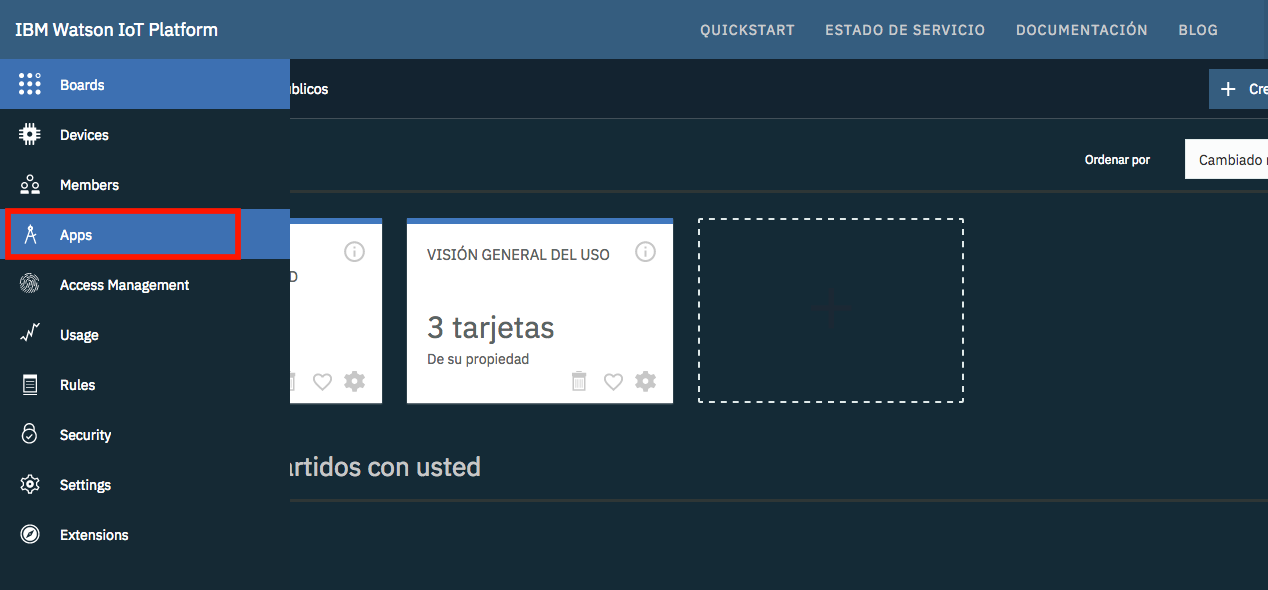 IBM Watson IoT Platform
QUICKSTART ESTADO DE SERVICIO DOCUMENTACIÓN BLOG
Boards
Devices
Members
Apps
Access Management
Usage
Rules
Security
Settings
Extensions
blicos
+ Cre
Ordenar por
Cambiado
O
VISIÓN GENERAL DEL USO
3 tarjetas
De su propiedad
artidos con usted